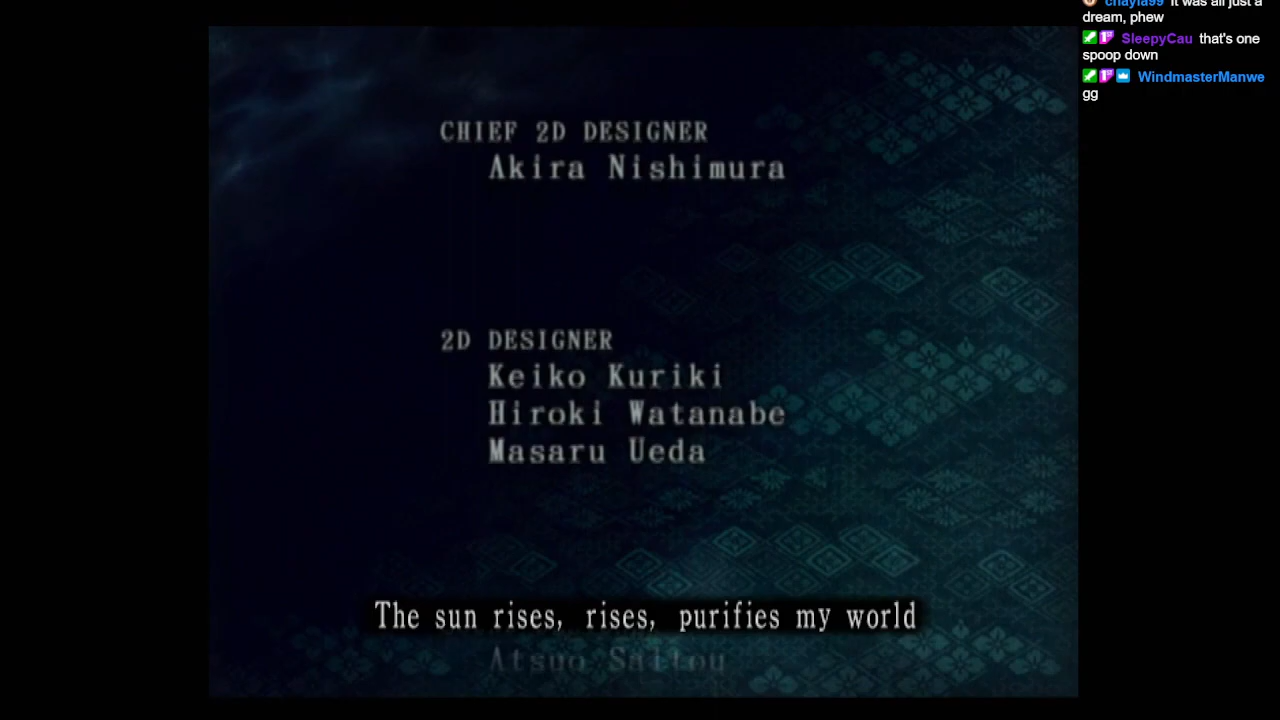 CHIEF 2D DESIGNER
Akira Nishimura
2D DESIGNER
Keiko Kuriki
Hiroki Watanabe
Masaru Ueda
The sun rises, rises, purifies my world
Atsuo Saitou
chayla99 it was all just a
dream, phew
SleepyCau that's one
spoop down
WindmasterManwe
gg